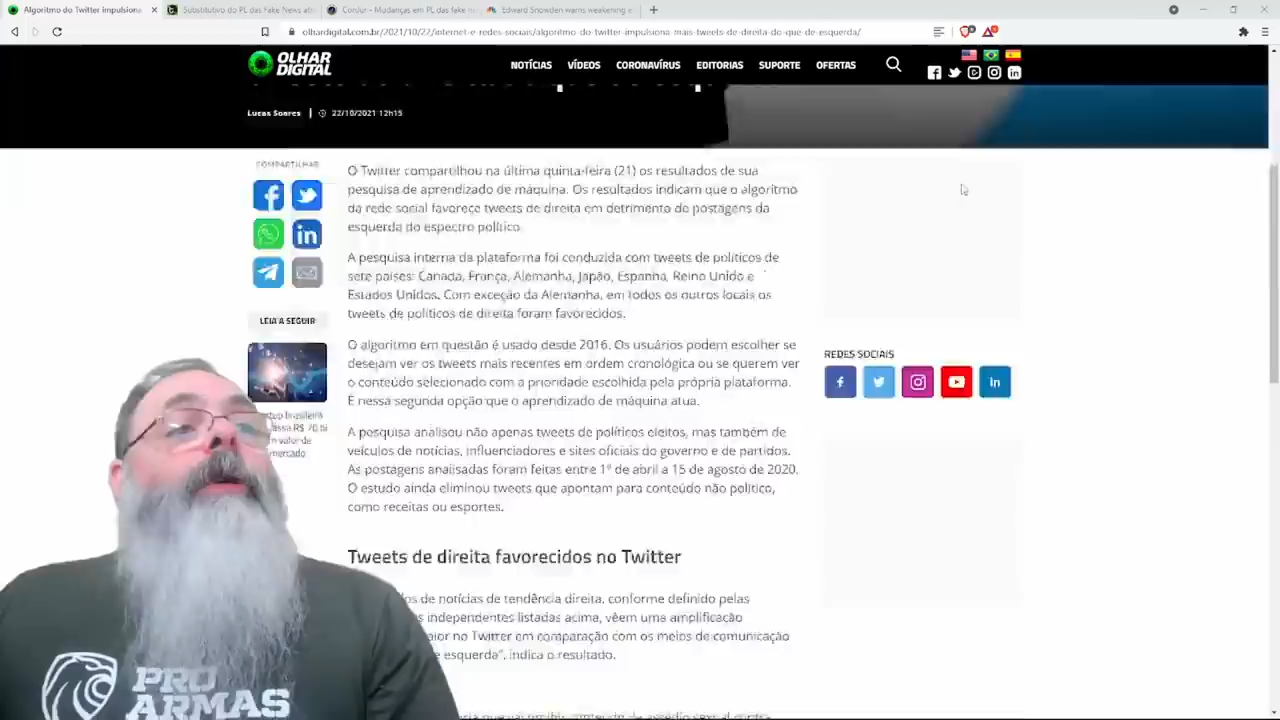 Algoritmo do Twitter impulsiona
Substitutivo do PL das Fake News
ConJur - Mudanças em PL das fake
Edward Snowden warns weakening
olhardigital.com.br/2021/10/22/internet-e-redes-sociais/algoritmo-do-twitter-impulsiona-mais-tweets-de-direita-do-que-de-esquerda/
OLHAR DIGITAL
NOTÍCIAS VÍDEOS CORONAVÍRUS EDITORIAS SUPORTE OFERTAS
Lucas Soares | 22/10/2021 12h15
COMPARTILHAR
O Twitter compartilhou na última quinta-feira (21) os resultados de sua
pesquisa de aprendizado de máquina. Os resultados indicam que o algoritmo
da rede social favorece tweets de direita em detrimento de postagens da
esquerda do espectro político.
A pesquisa interna da plataforma foi conduzida com tweets de políticos de
sete países: Canada, França, Alemanha, Japão, Espanha, Reino Unido e
Estados Unidos. Com exceção da Alemanha, em todos os outros locais os
tweets de políticos de direita foram favorecidos.
LEIA A SEGUIR
O algoritmo em questão é usado desde 2016. Os usuários podem escolher se
desejam ver os tweets mais recentes em ordem cronológica ou se querem ver
o conteúdo selecionado com a prioridade escolhida pela própria plataforma.
É nessa segunda opção que o aprendizado de máquina atua.
REDES SOCIAIS
brasileira
R$ 70 bi
valor de
mercado
A pesquisa analisou não apenas tweets de políticos eleitos, mas também de
veículos de notícias, influenciadores e sites oficiais do governo e de partidos.
As postagens analisadas foram feitas entre 1º de abril a 15 de agosto de 2020.
O estudo ainda eliminou tweets que apontam para conteúdo não político,
como receitas ou esportes.
Tweets de direita favorecidos no Twitter
de notícias de tendência direita, conforme definido pelas
independentes listadas acima, vêem uma amplificação
no Twitter em comparação com os meios de comunicação
esquerda", indica o resultado.
PRO
ARMAS